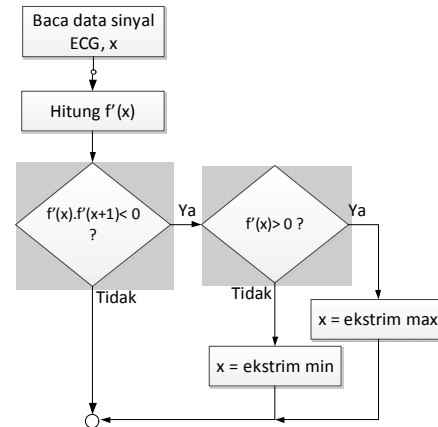 Baca data sinyal
ECG, x
Hitung f'(x)
f'(x).f'(x+1)< 0
?
Ya
f'(x)> 0 ?
Ya
Tidak
Tidak
x = ekstrim max
x = ekstrim min